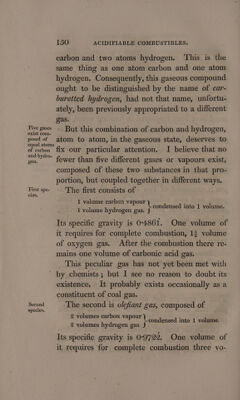 150 ACIDIFIABLE COMBUSTIBLES.
carbon and two atoms hydrogen. This is the
same thing as one atom carbon and one atom
hydrogen. Consequently, this gaseous compound
ought to be distinguished by the name of car-
buretted hydrogen, had not that name, unfortu-
ately, been previously appropriated to a different
gas.
Five gases
exist com-
posed of
equal atoms
of carbon
and hydro-
gen.
But this combination of carbon and hydrogen,
atom to atom, in the gaseous state, deserves to
fix our particular attention. I believe that no
fewer than five different gases or vapours exist,
composed of these two substances in that pro-
portion, but coupled together in different ways.
First spe-
cies.
The first consists of
1 volume carbon vapour
1 volume hydrogen gas } condensed into 1 volume.
Its specific gravity is 0·4861. One volume of
it requires for complete combustion, 1½ volume
of oxygen gas. After the combustion there re-
mains one volume of carbonic acid gas.
This peculiar gas has not yet been met with
by chemists; but I see no reason to doubt its
existence. It probably exists occasionally as a
constituent of coal gas.
Second
species.
The second is olefiant gas, composed of
2 volumes carbon vapour
2 volumes hydrogen gas } condensed into 1 volume.
Its specific gravity is 0·9722. One volume of
it requires for complete combustion three vo-